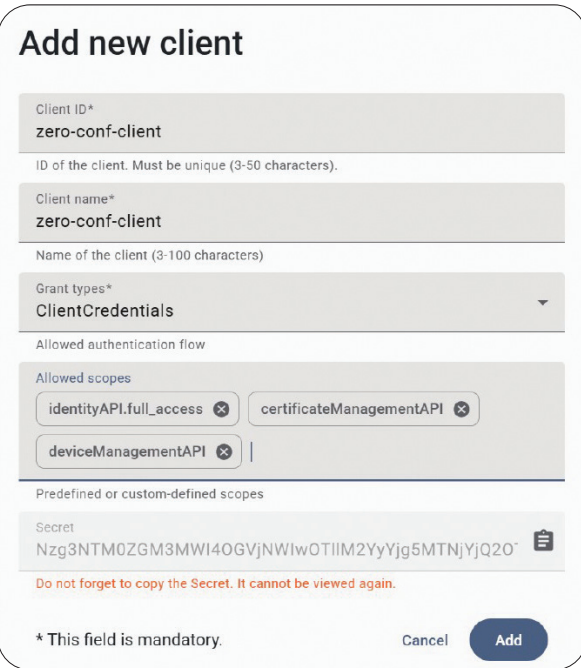 Add new client
Client ID*
zero-conf-client
ID of the client. Must be unique (3-50 characters).
Client name*
zero-conf-client
Name of the client (3-100 characters)
Grant types*
ClientCredentials
Allowed authentication flow
Allowed scopes
identityAPI.full_access certificateManagementAPI
deviceManagementAPI
Predefined or custom-defined scopes
Secret
Do not forget to copy the Secret. It cannot be viewed again.
* This field is mandatory. Cancel Add